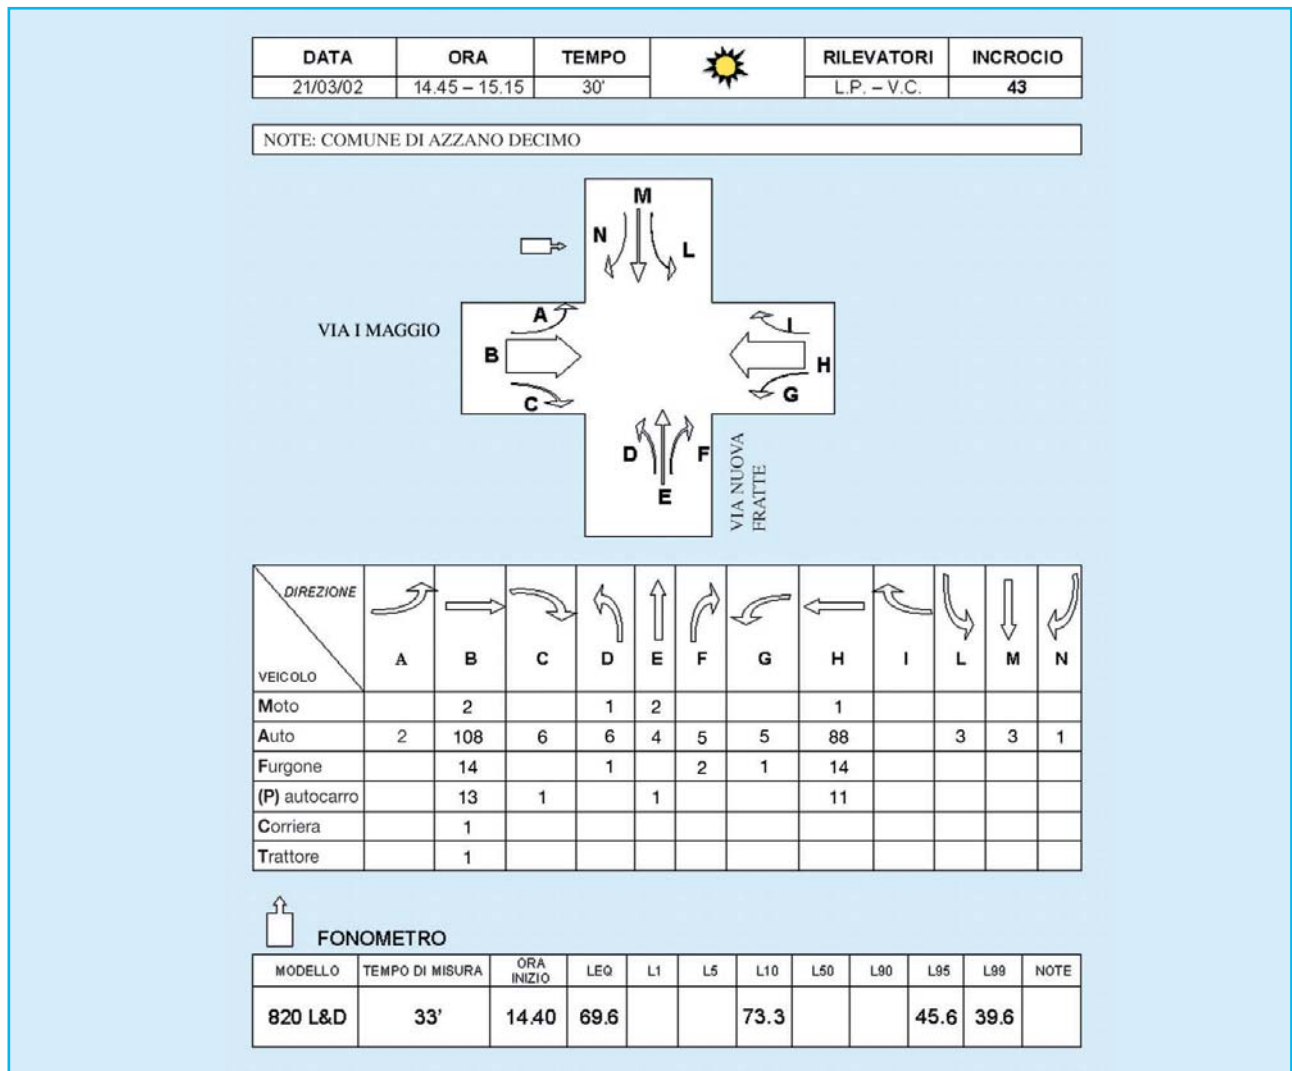 DATA ORA TEMPO RILEVATORI INCROCIO
21/03/02 14.45 – 15.15 30' L.P. – V.C. 43
NOTE: COMUNE DI AZZANO DECIMO
M
N L
A I
VIA I MAGGIO B H
C G
D F
E
VIA NUOVA
FRATTE
DIREZIONE
VEICOLO A B C D E F G H I L M N
Moto 2 1 2 1
Auto 2 108 6 6 4 5 5 88 3 3 1
Furgone 14 1 2 1 14
(P) autocarro 13 1 1 11
Corriera 1
Trattore 1
FONOMETRO
MODELLO TEMPO DI MISURA ORA INIZIO LEQ L1 L5 L10 L50 L90 L95 L99 NOTE
820 L&D 33' 14.40 69.6 73.3 45.6 39.6